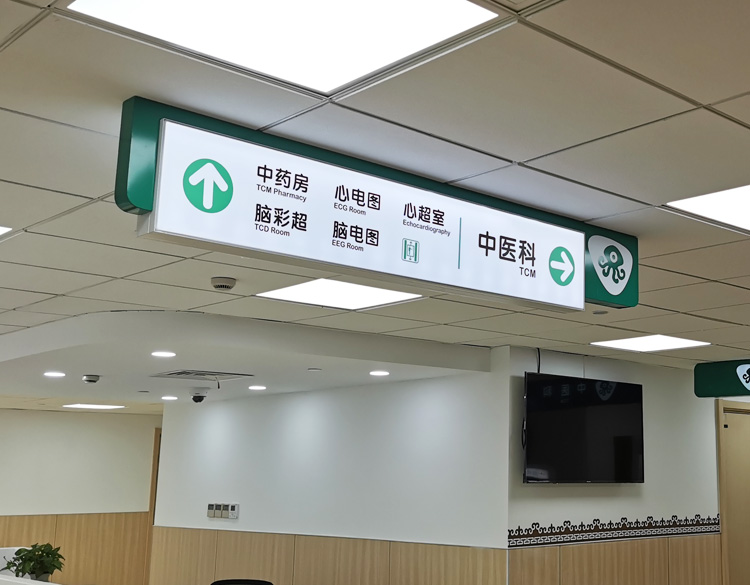 中药房 心电图 心超室
TCM Pharmacy ECG Room Echocardiography
脑彩超 脑电图
TCD Room EEG Room
中医科
TCM